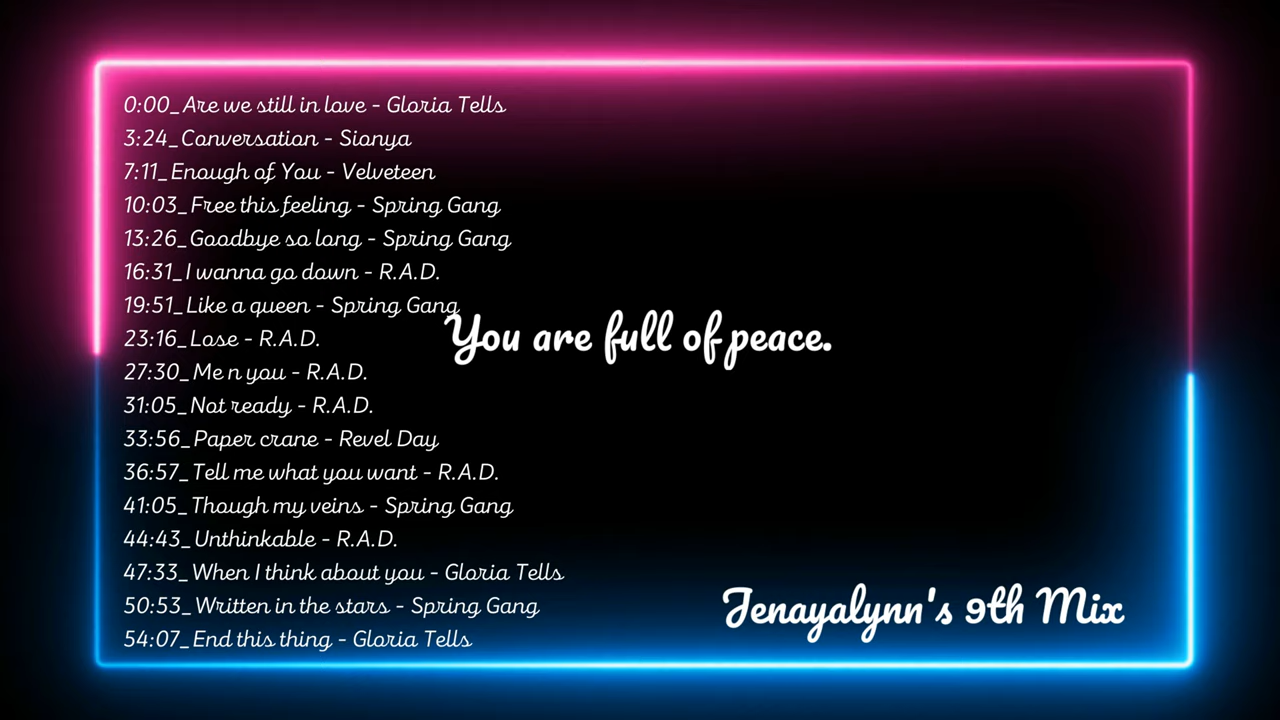 0:00_Are we still in love - Gloria Tells
3:24_Conversation - Sionya
7:11_Enough of You - Velveteen
10:03_Free this feeling - Spring Gang
13:26_Goodbye so long - Spring Gang
16:31_I wanna go down - R.A.D.
19:51_Like a queen - Spring Gang
You are full of peace.
23:16_Lose - R.A.D.
27:30_Me n you - R.A.D.
31:05_Not ready - R.A.D.
33:56_Paper crane - Revel Day
36:57_Tell me what you want - R.A.D.
41:05_Though my veins - Spring Gang
44:43_Unthinkable - R.A.D.
47:33_When I think about you - Gloria Tells
50:53_Written in the stars - Spring Gang
54:07_End this thing - Gloria Tells
Jenayalynn's 9th Mix